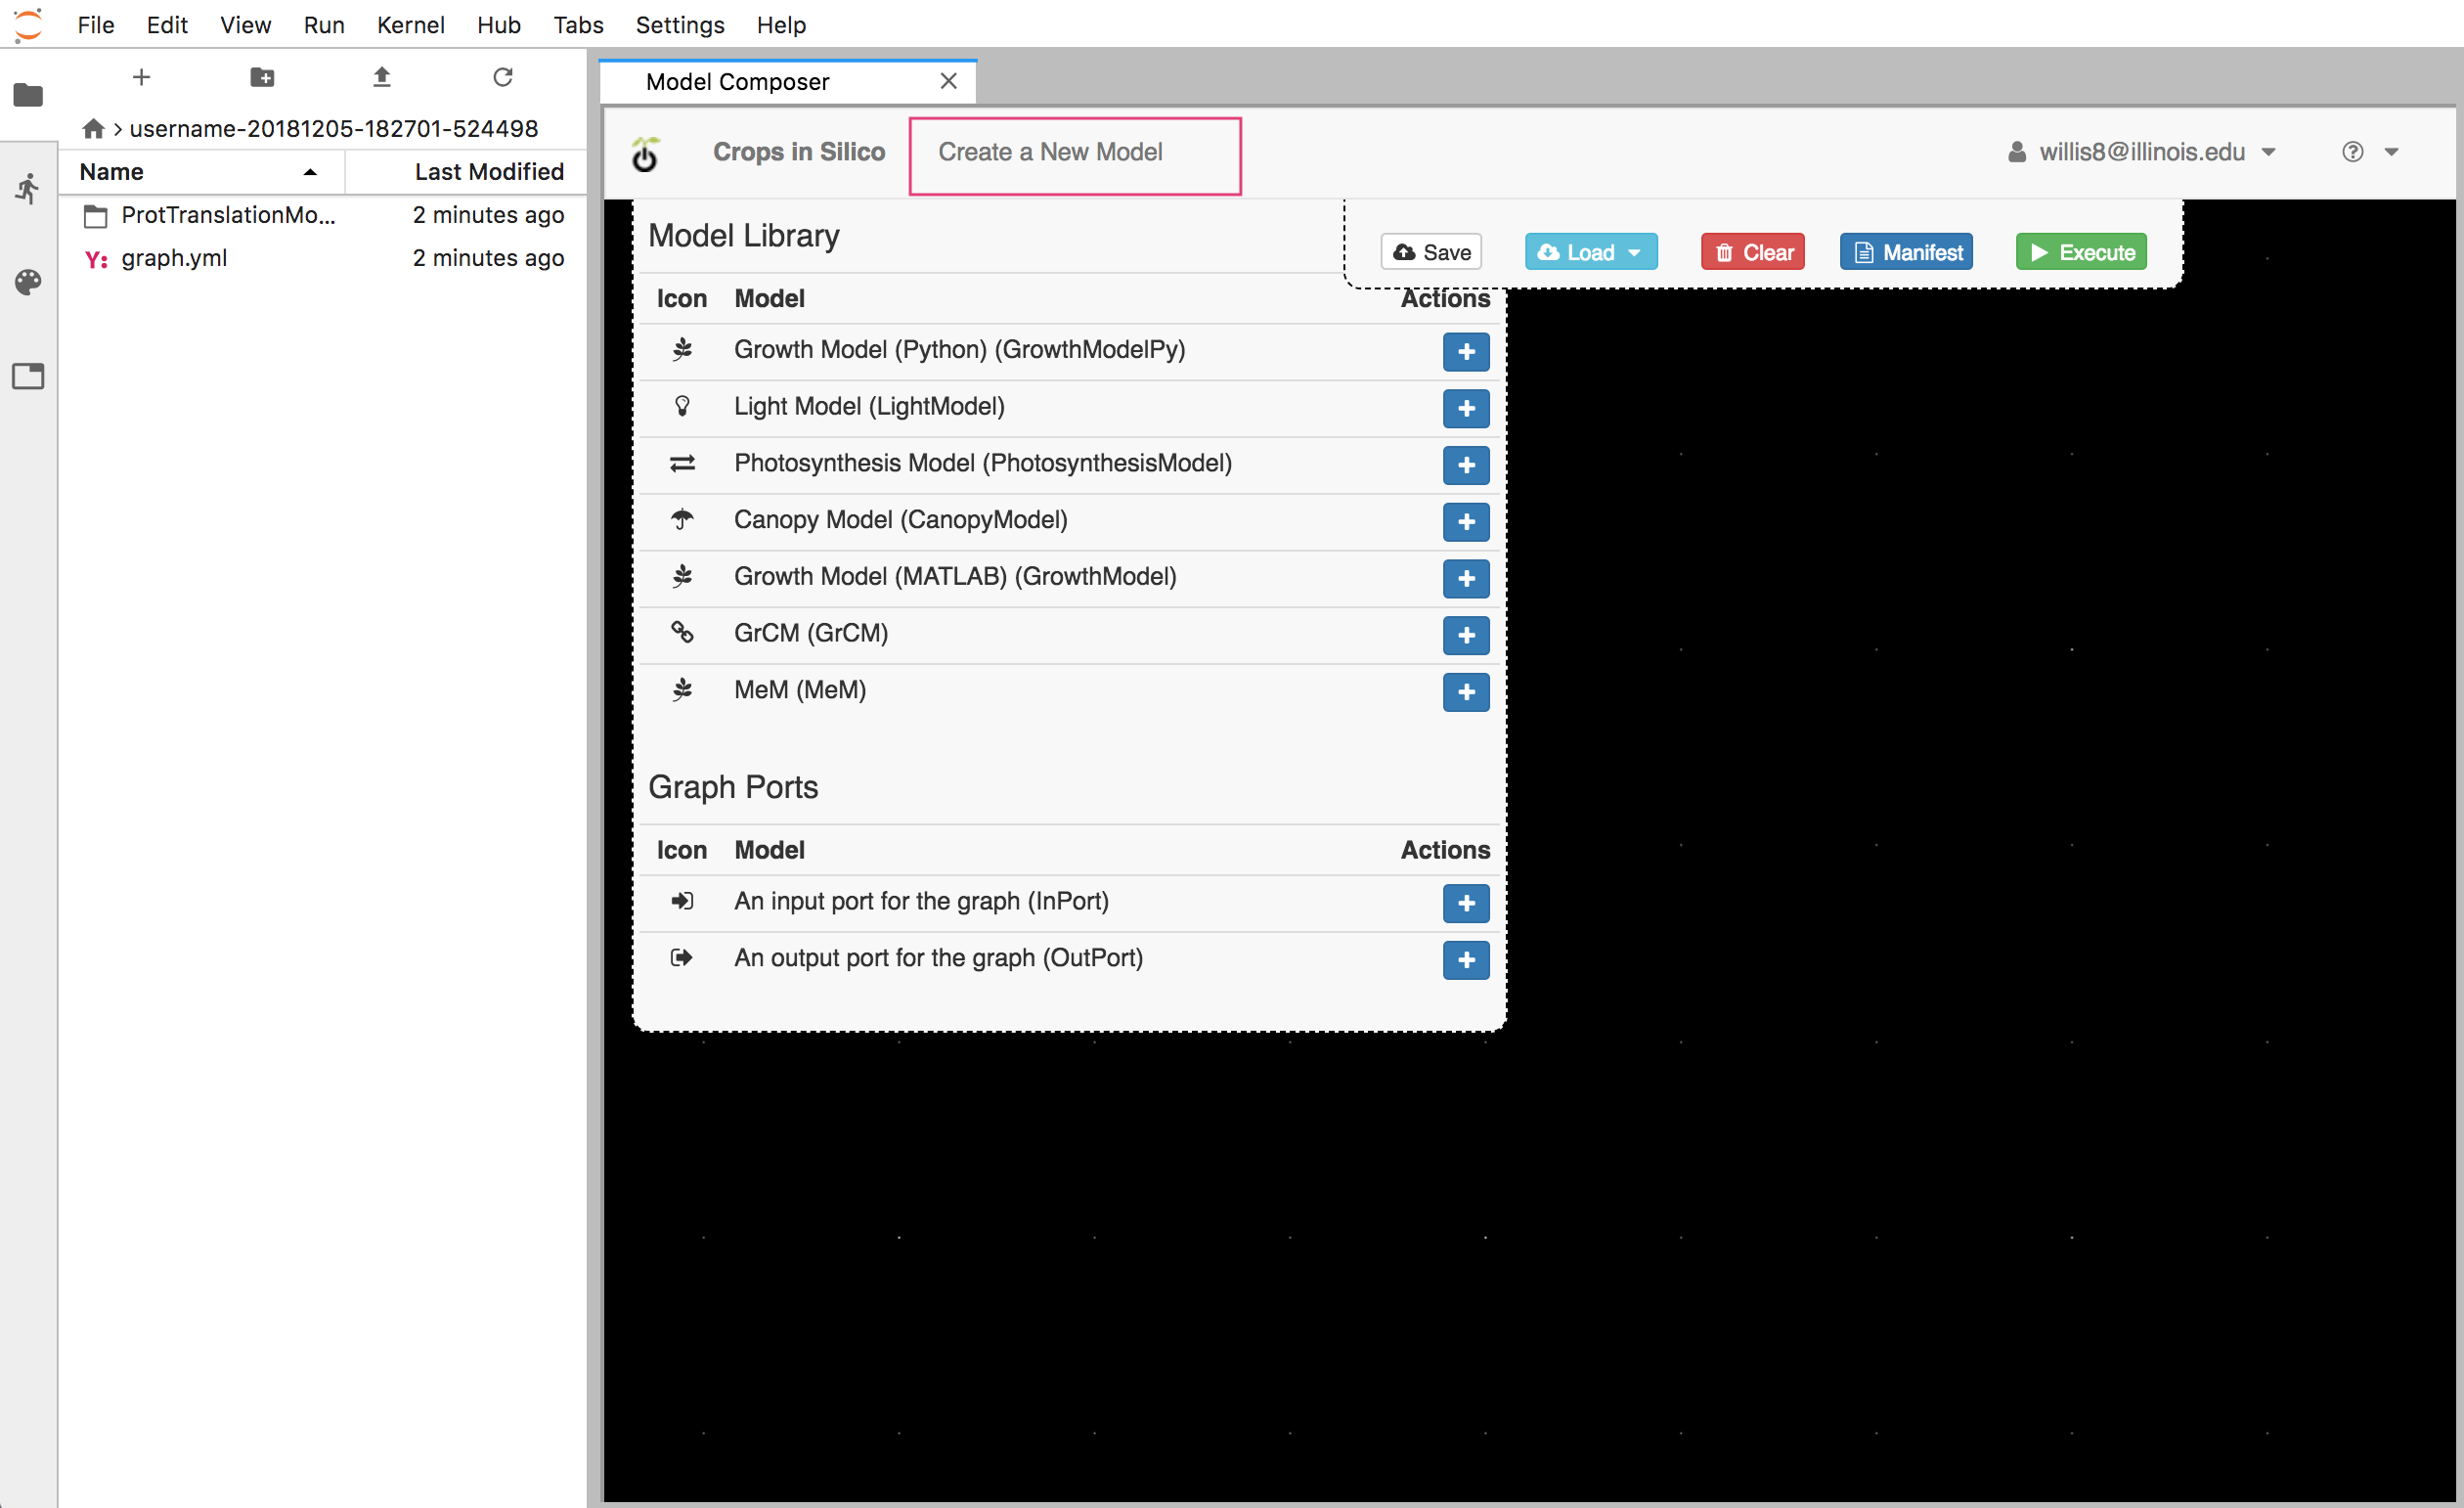 File Edit View Run Kernel Hub Tabs Settings Help
username-20181205-182701-524498
Name Last Modified
ProtTranslationMo... 2 minutes ago
Y: graph.yml 2 minutes ago
Model Composer
Crops in Silico Create a New Model willis8@illinois.edu
Save Load Clear Manifest Execute
Model Library
Icon Model Actions
Growth Model (Python) (GrowthModelPy)
Light Model (LightModel)
Photosynthesis Model (PhotosynthesisModel)
Canopy Model (CanopyModel)
Growth Model (MATLAB) (GrowthModel)
GrCM (GrCM)
MeM (MeM)
Graph Ports
Icon Model Actions
An input port for the graph (InPort)
An output port for the graph (OutPort)